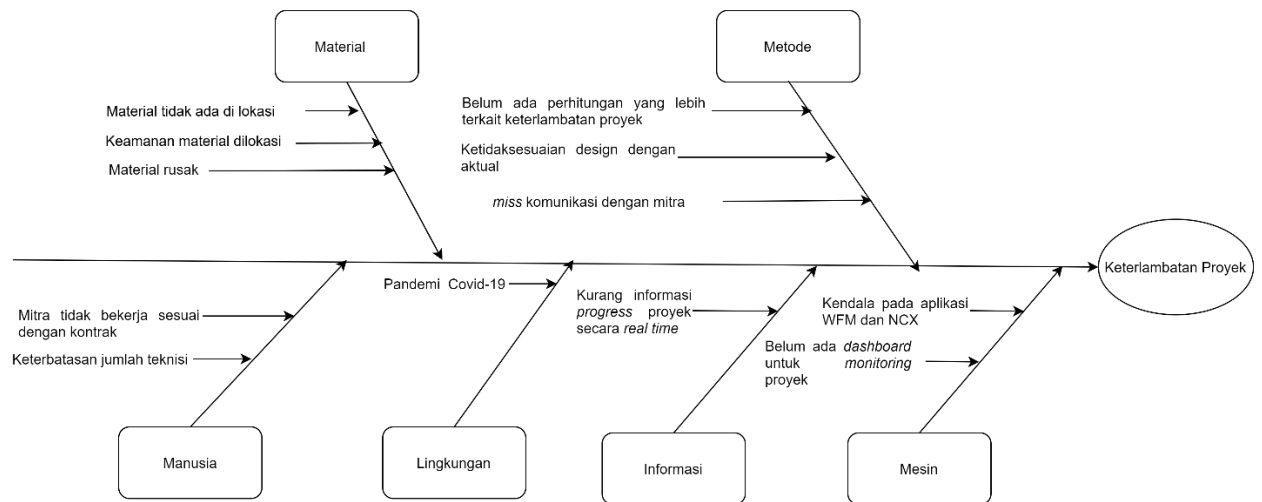 Material
Metode
Material tidak ada di lokasi
Keamanan material dilokasi
Material rusak
Belum ada perhitungan yang lebih
terkait keterlambatan proyek
Ketidaksesuaian design dengan
aktual
miss komunikasi dengan mitra
Keterlambatan Proyek
Mitra tidak bekerja sesuai
dengan kontrak
Keterbatasan jumlah teknisi
Pandemi Covid-19
Kurang informasi
progress proyek
secara real time
Kendala pada aplikasi
WFM dan NCX
Belum ada dashboard
untuk monitoring
proyek
Manusia
Lingkungan
Informasi
Mesin